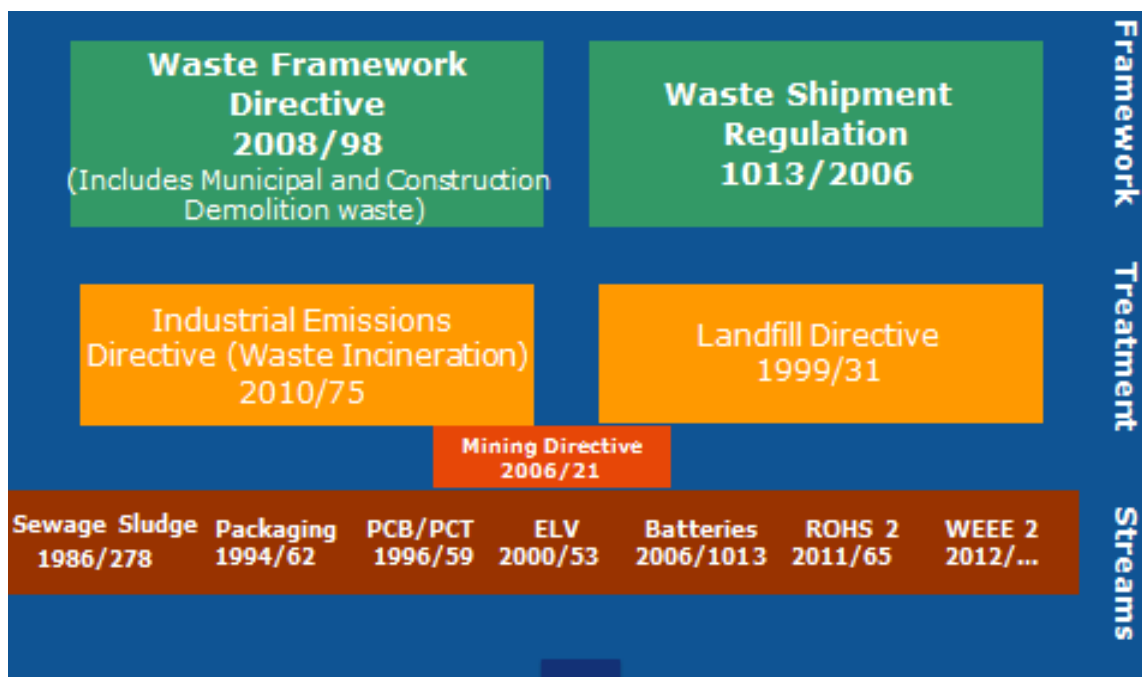 Waste Framework
Directive
2008/98
(Includes Municipal and Construction
Demolition waste)
Waste Shipment
Regulation
1013/2006
Framework
Industrial Emissions
Directive (Waste Incineration)
2010/75
Landfill Directive
1999/31
Treatment
Mining Directive
2006/21
Sewage Sludge
1986/278
Packaging
1994/62
PCB/PCT
1996/59
ELV
2000/53
Batteries
2006/1013
ROHS 2
2011/65
WEEE 2
2012/...
Streams